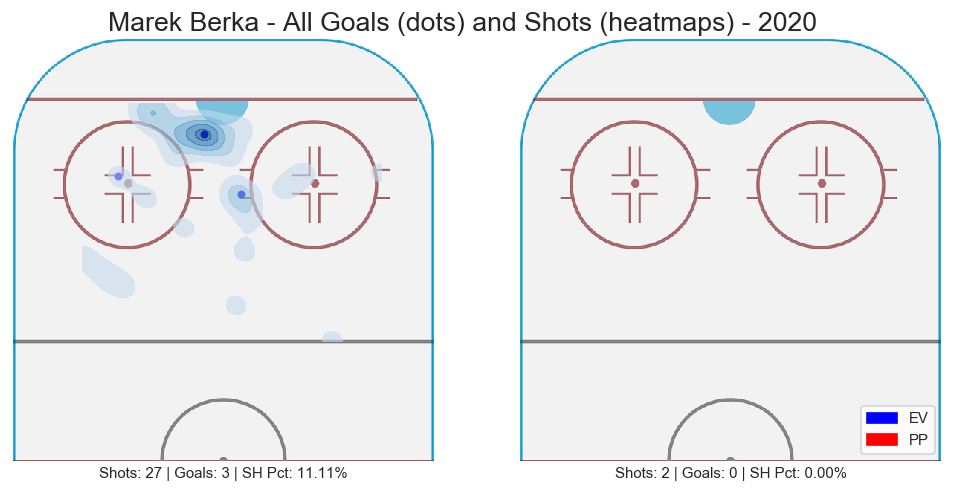 Marek Berka - All Goals (dots) and Shots (heatmaps) - 2020
EV
PP
Shots: 27 | Goals: 3 | SH Pct: 11.11%
Shots: 2 | Goals: 0 | SH Pct: 0.00%